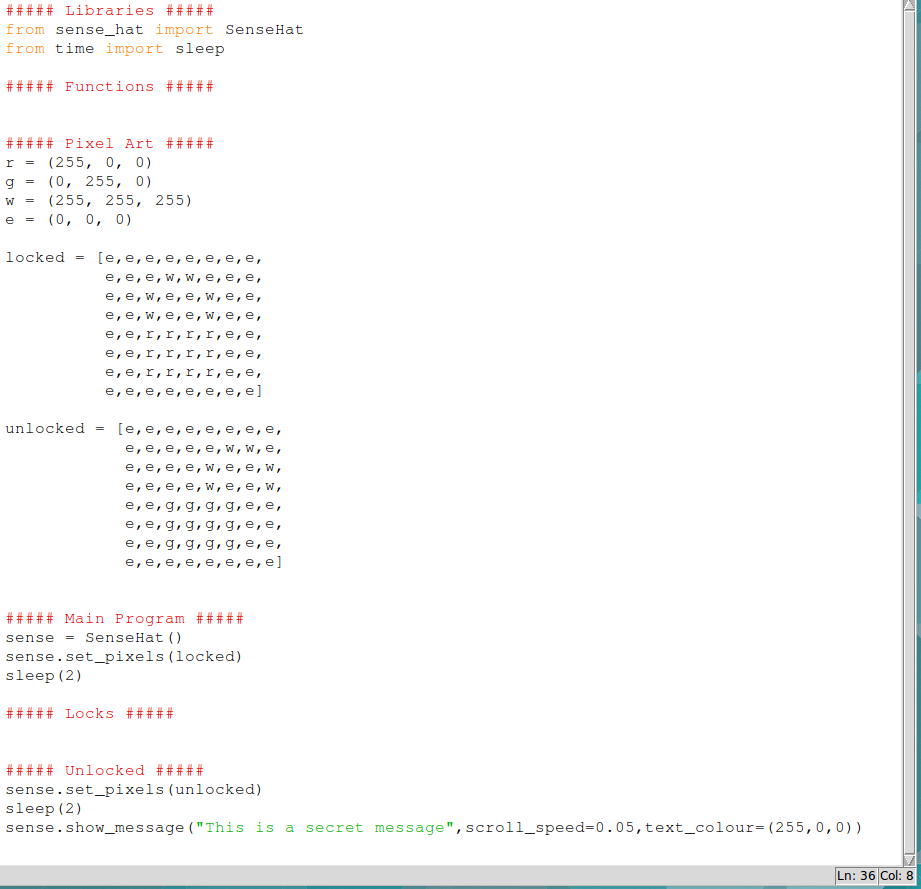 ##### Libraries #####
from sense_hat import SenseHat
from time import sleep
##### Functions #####
##### Pixel Art #####
r = (255, 0, 0)
g = (0, 255, 0)
w = (255, 255, 255)
e = (0, 0, 0)
locked = [e,e,e,e,e,e,e,e,
e,e,e,w,w,e,e,e,
e,e,w,e,e,w,e,e,
e,e,w,e,e,w,e,e,
e,e,r,r,r,r,e,e,
e,e,r,r,r,r,e,e,
e,e,r,r,r,r,e,e,
e,e,e,e,e,e,e,e]
unlocked = [e,e,e,e,e,e,e,e,
e,e,e,e,e,w,w,e,
e,e,e,e,w,e,e,w,
e,e,e,e,w,e,e,w,
e,e,g,g,g,g,e,e,
e,e,g,g,g,g,e,e,
e,e,g,g,g,g,e,e,
e,e,e,e,e,e,e,e]
##### Main Program #####
sense = SenseHat()
sense.set_pixels(locked)
sleep(2)
##### Locks #####
##### Unlocked #####
sense.set_pixels(unlocked)
sleep(2)
sense.show_message("This is a secret message",scroll_speed=0.05,text_colour=(255,0,0))
Ln: 36 Col: 8